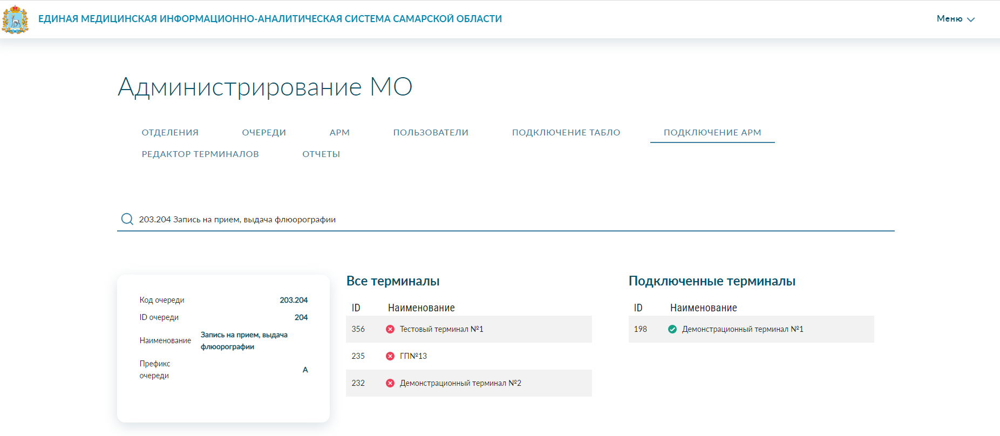 ЕДИНАЯ МЕДИЦИНСКАЯ ИНФОРМАЦИОННО-АНАЛИТИЧЕСКАЯ СИСТЕМА САМАРСКОЙ ОБЛАСТИ
Меню
Администрирование МО
ОТДЕЛЕНИЯ ОЧЕРЕДИ АРМ ПОЛЬЗОВАТЕЛИ ПОДКЛЮЧЕНИЕ ТАБЛО ПОДКЛЮЧЕНИЕ АРМ
РЕДАКТОР ТЕРМИНАЛОВ ОТЧЕТЫ
203.204 Запись на прием, выдача флюорографии
Код очереди 203.204
ID очереди 204
Наименование Запись на прием, выдача
флюорографии
Префикс
очереди А
Все терминалы
ID Наименование
356 Тестовый терминал №1
235 ГП№13
232 Демонстрационный терминал №2
Подключенные терминалы
ID Наименование
198 Демонстрационный терминал №1